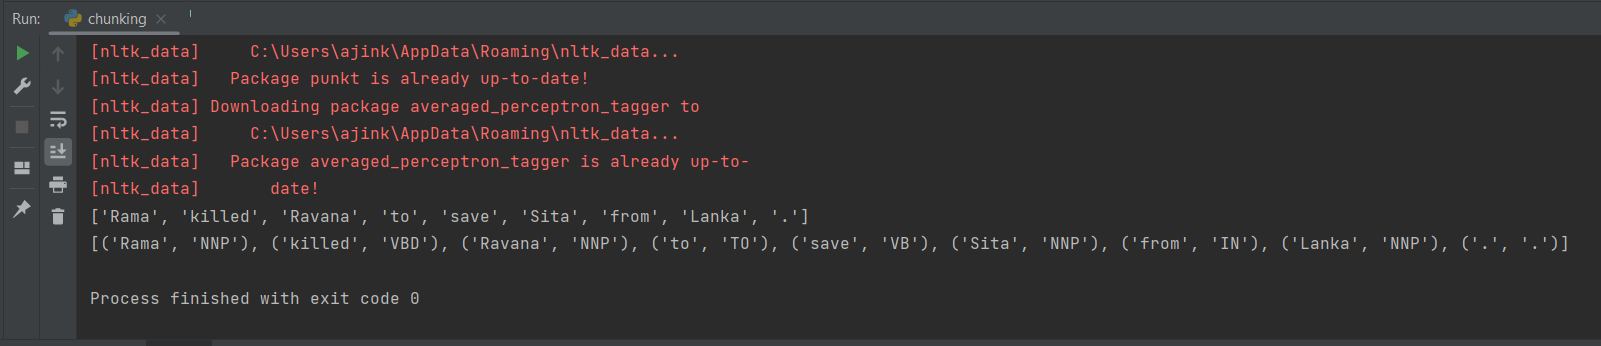 Run: chunking
[nltk_data]     C:\Users\ajink\AppData\Roaming\nltk_data...
[nltk_data]   Package punkt is already up-to-date!
[nltk_data] Downloading package averaged_perceptron_tagger to
[nltk_data]     C:\Users\ajink\AppData\Roaming\nltk_data...
[nltk_data]   Package averaged_perceptron_tagger is already up-to-
[nltk_data]       date!
['Rama', 'killed', 'Ravana', 'to', 'save', 'Sita', 'from', 'Lanka', '.']
[('Rama', 'NNP'), ('killed', 'VBD'), ('Ravana', 'NNP'), ('to', 'TO'), ('save', 'VB'), ('Sita', 'NNP'), ('from', 'IN'), ('Lanka', 'NNP'), ('.', '.')]
Process finished with exit code 0